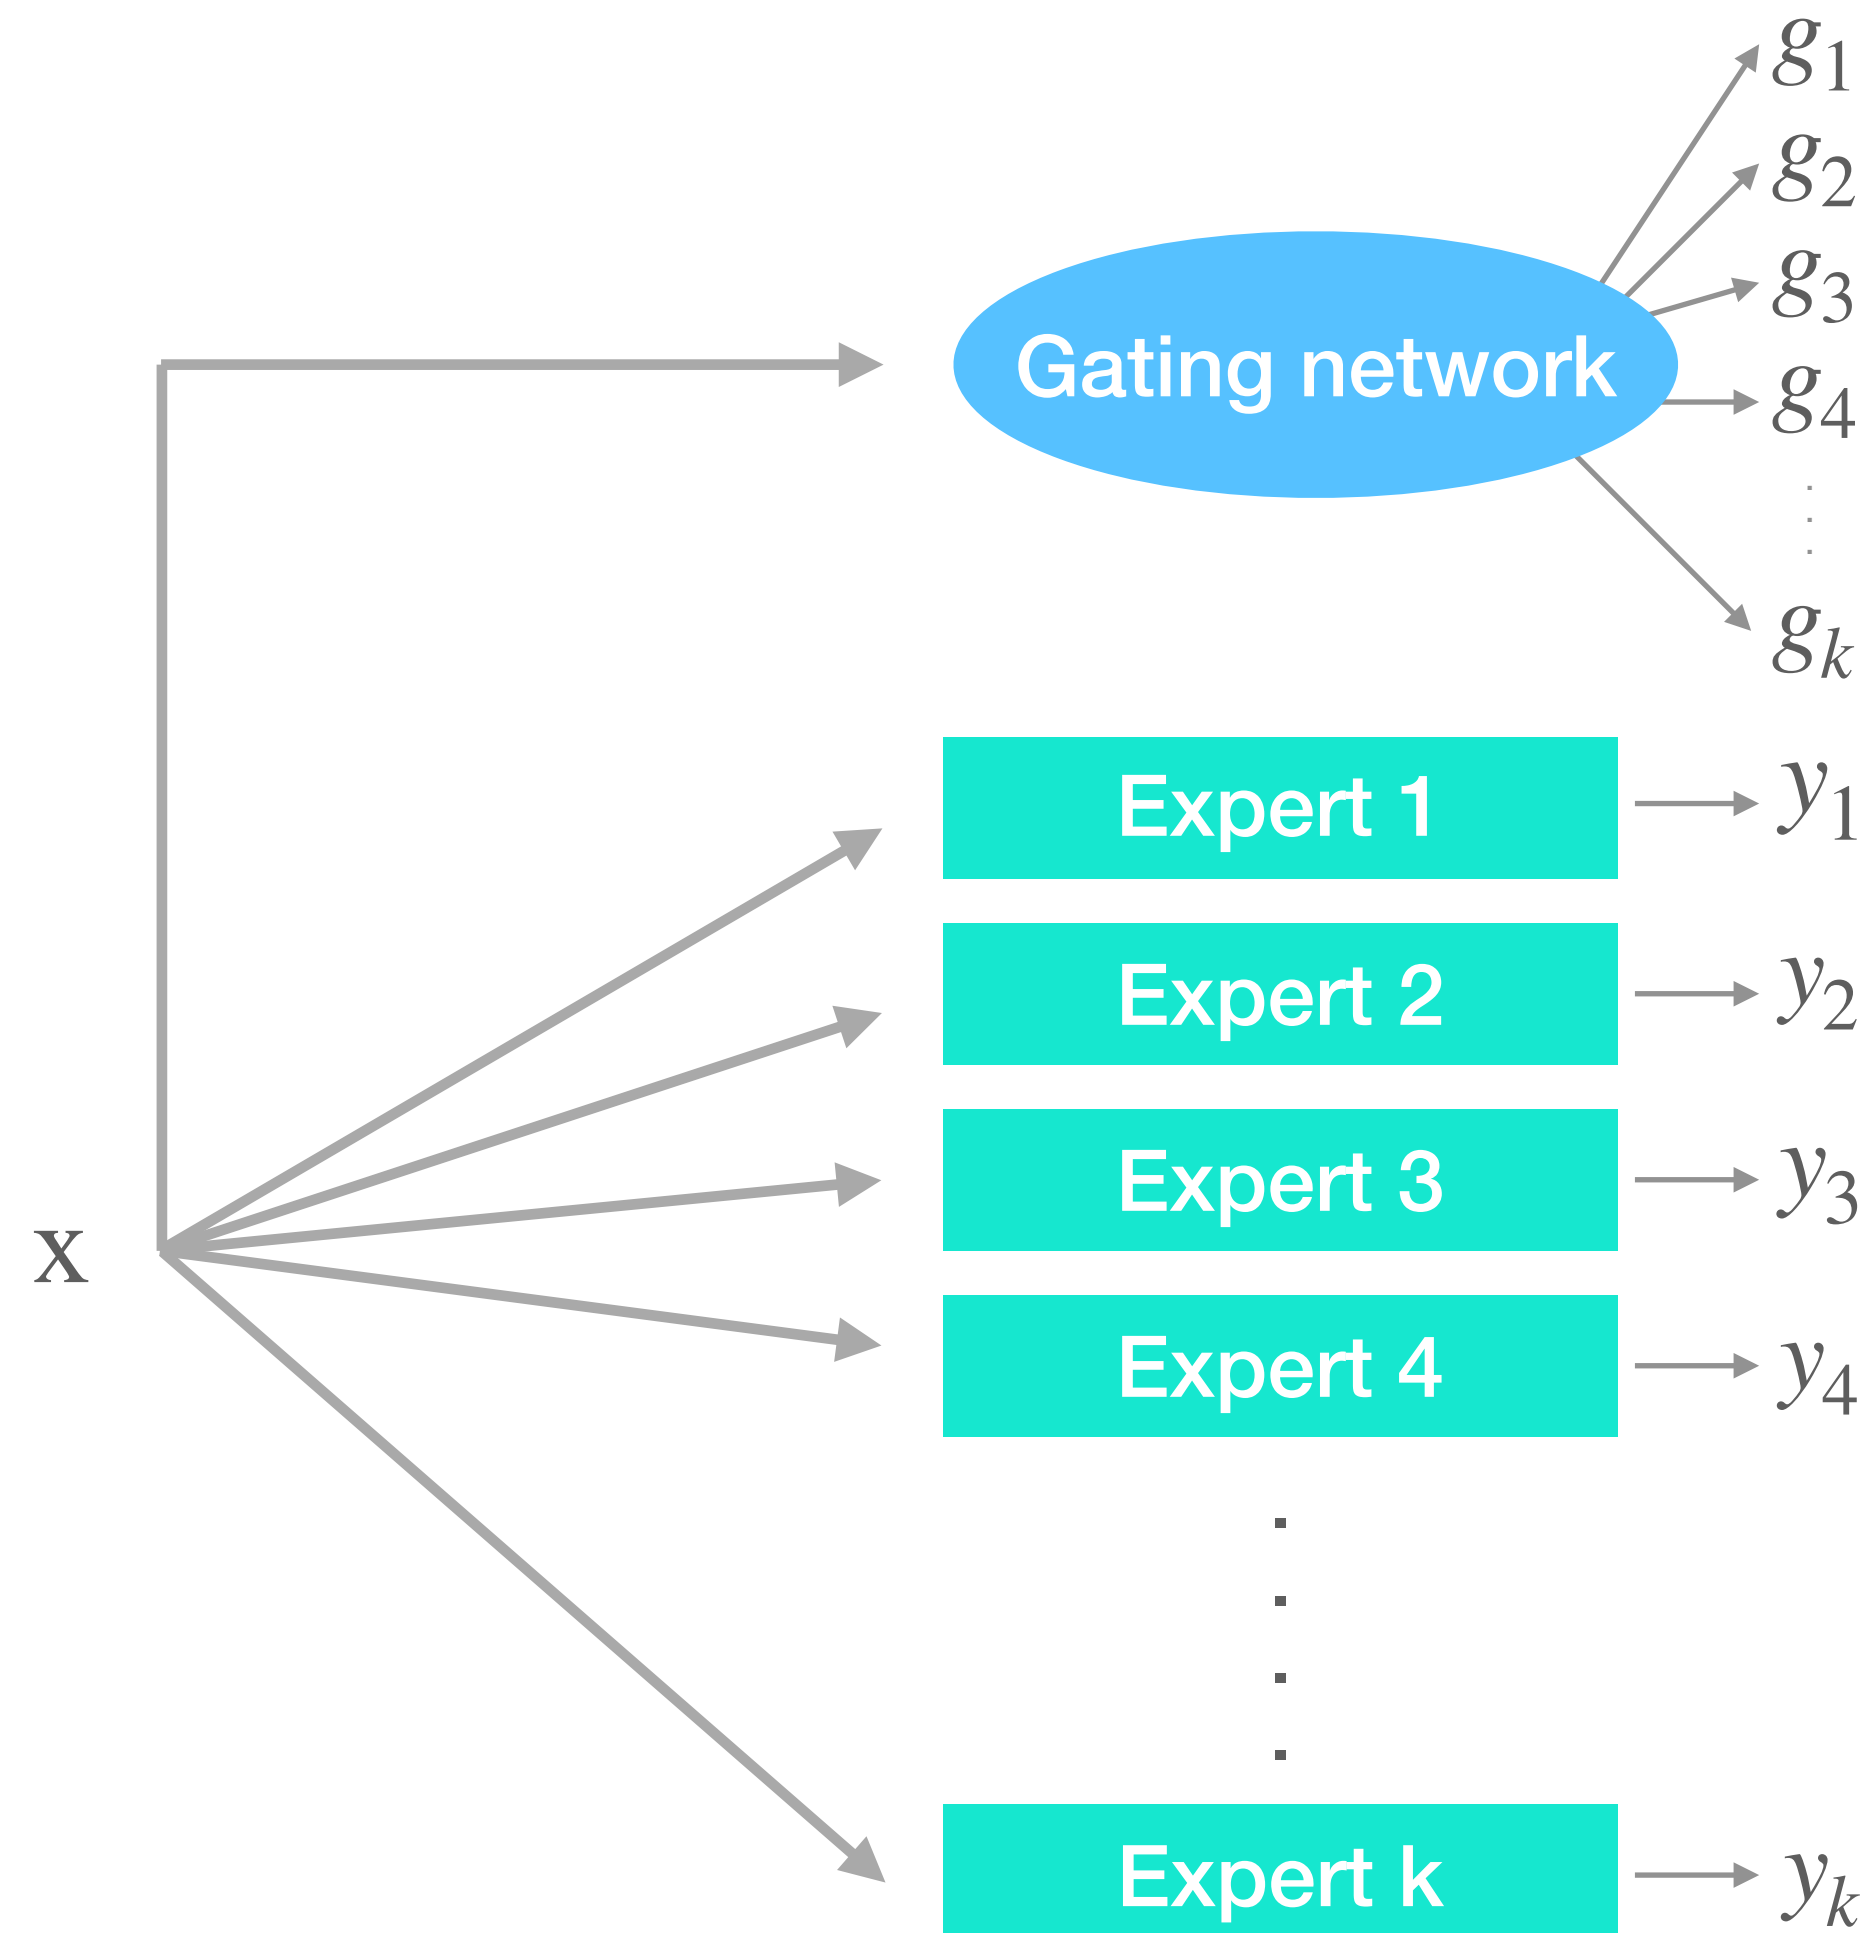 g1
g2
g3
Gating network
g4
gk
Expert 1
y1
Expert 2
y2
Expert 3
y3
x
Expert 4
y4
Expert k
yk